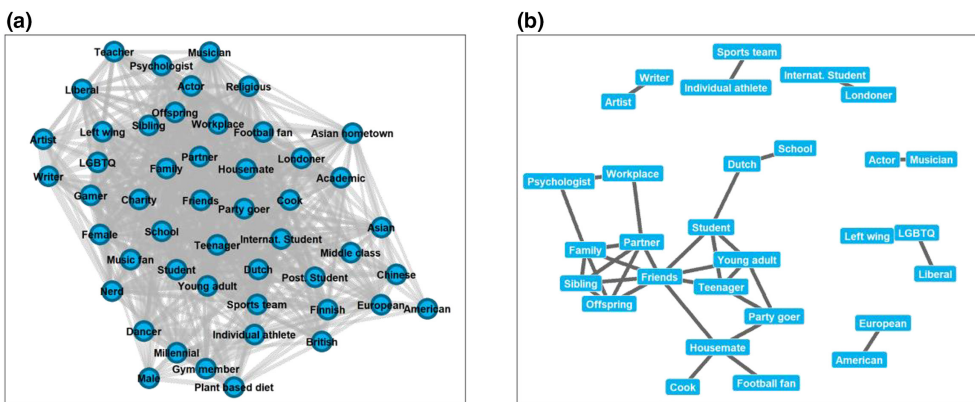 (a)
Teacher
Musician
Psychologist
Liberal
Actor
Religious
Offspring
Left wing
Sibling
Workplace
Football fan
Asian hometown
Artist
LGBTQ
Partner
Londoner
Writer
Family
Housemate
Academic
Gamer
Charity
Friends
Party goer
Cook
Female
School
Teenager
Internat. Student
Asian
Music fan
Middle class
Student
Dutch
Post. Student
Chinese
Nerd
Young adult
Sports team
Finnish
European
American
Dancer
Individual athlete
British
Millennial
Gym member
Male
Plant based diet
(b)
Sports team
Writer
Individual athlete
Internat. Student
Artist
Londoner
School
Dutch
Actor
Musician
Psychologist
Workplace
Student
Left wing
LGBTQ
Family
Partner
Young adult
Liberal
Sibling
Friends
Teenager
Offspring
Party goer
European
Housemate
American
Cook
Football fan